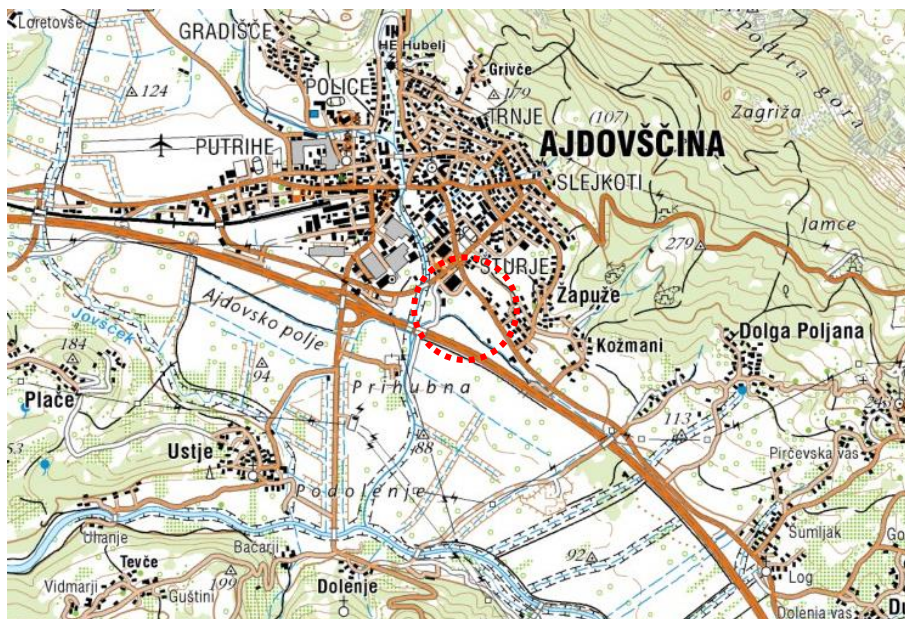 Loretovše
GRADIŠČE
HE Hubelj
Podrta gora
Grivče
POLICE
179
124
TRNJE
(107)
Zagriža
PUTRIHE
AJDOVŠČINA
SLEJKOTI
Jamce
279
ŠTURJE
Žapuže
Ajdovsko polje
Jovšček
Dolga Poljana
184
Kožmani
94
Prihubna
Plače
113
Ustje
88
Pirčevska vas
53
Podolenje
Uhanje
Šumljak
Go
Bačarji
92
Tevče
Vidmarji
199
Guštini
Dolenje
Log
Dolenja vas